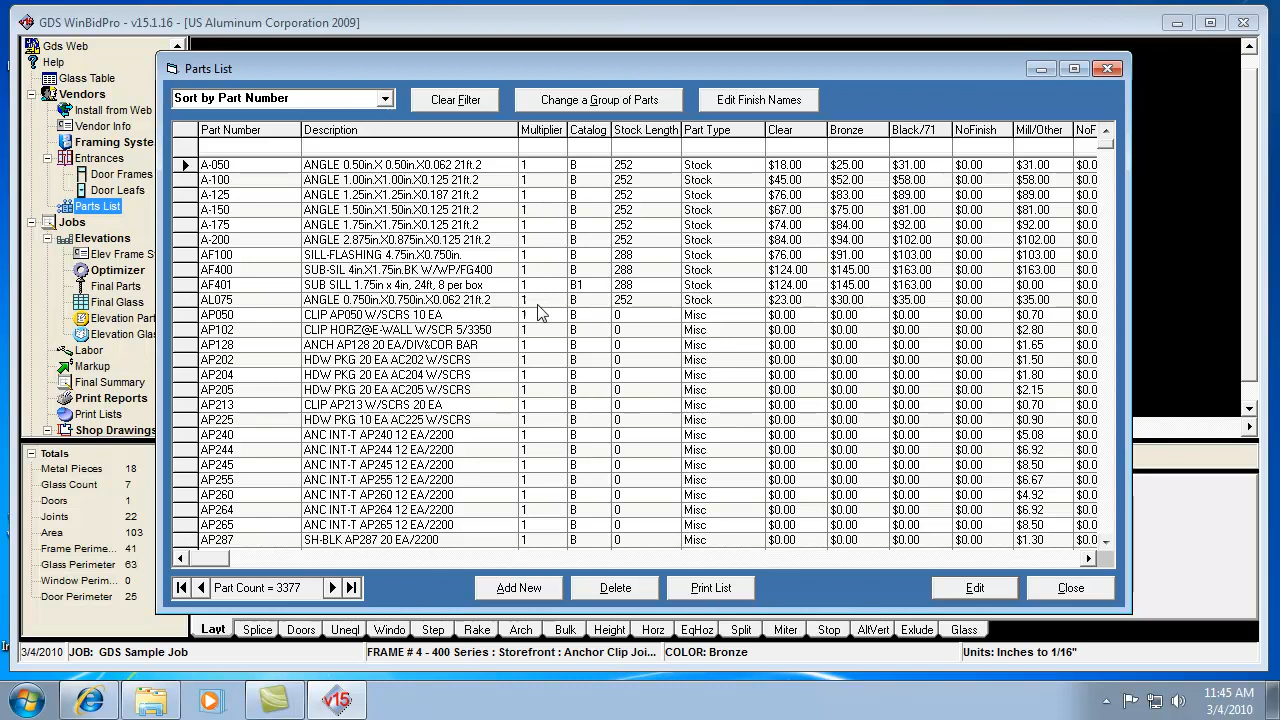 GDS WinBidPro - v15.1.16 - [US Aluminum Corporation 2009]
Gds Web
Help
Glass Table
Vendors
Install from Web
Vendor Info
Framing Syste
Entrances
Door Frames
Door Leafs
Parts List
Jobs
Elevations
Elev Frame S
Optimizer
Final Parts
Final Glass
Elevation Part
Elevation Glas
Labor
Markup
Final Summary
Print Reports
Print Lists
Shop Drawings
Totals
Metal Pieces 18
Glass Count 7
Doors 1
Joints 22
Area 103
Frame Perime... 41
Glass Perimeter 63
Window Perim... 0
Door Perimeter 25
Parts List
Sort by Part Number
Clear Filter
Change a Group of Parts
Edit Finish Names
Part Number Description Multiplier Catalog Stock Length Part Type Clear Bronze Black/71 NoFinish Mill/Other NoF
A-050 ANGLE 0.50in.X 0.50in.X0.062 21ft.2 1 B 252 Stock $18.00 $25.00 $31.00 $0.00 $31.00 $0.0
A-100 ANGLE 1.00in.X1.00in.X0.125 21ft.2 1 B 252 Stock $45.00 $52.00 $58.00 $0.00 $58.00 $0.0
A-125 ANGLE 1.25in.X1.25in.X0.187 21ft.2 1 B 252 Stock $76.00 $83.00 $89.00 $0.00 $89.00 $0.0
A-150 ANGLE 1.50in.X1.50in.X0.125 21ft.2 1 B 252 Stock $57.00 $75.00 $81.00 $0.00 $81.00 $0.0
A-175 ANGLE 1.75in.X1.75in.X0.125 21ft.2 1 B 252 Stock $74.00 $84.00 $92.00 $0.00 $92.00 $0.0
A-200 ANGLE 2.875in.X0.875in.X0.125 21ft.2 1 B 252 Stock $84.00 $94.00 $102.00 $0.00 $102.00 $0.0
AF100 SILL-FLASHING 4.75in.X0.750in. 1 B 288 Stock $76.00 $91.00 $103.00 $0.00 $103.00 $0.0
AF400 SUB-SIL 4in.X1.75in.BK W/WP/FG400 1 B 288 Stock $124.00 $145.00 $163.00 $0.00 $163.00 $0.0
AF401 SUB SILL 1.75in x 4in, 24ft, 8 per box 1 B1 288 Stock $124.00 $145.00 $163.00 $0.00 $0.00 $0.0
AL075 ANGLE 0.750in.X0.750in.X0.062 21ft.2 1 B 252 Stock $23.00 $30.00 $35.00 $0.00 $35.00 $0.0
AP050 CLIP AP050 W/SCRS 10 EA 1 B 0 Misc $0.00 $0.00 $0.00 $0.00 $0.70 $0.0
AP102 CLIP HORZ@E-WALL W/SCR 5/3350 1 B 0 Misc $0.00 $0.00 $0.00 $0.00 $2.80 $0.0
AP128 ANCH AP128 20 EA/DIV&COR BAR 1 B 0 Misc $0.00 $0.00 $0.00 $0.00 $1.65 $0.0
AP202 HDW PKG 20 EA AC202 W/SCRS 1 B 0 Misc $0.00 $0.00 $0.00 $0.00 $1.50 $0.0
AP204 HDW PKG 20 EA AC204 W/SCRS 1 B 0 Misc $0.00 $0.00 $0.00 $0.00 $1.80 $0.0
AP205 HDW PKG 20 EA AC205 W/SCRS 1 B 0 Misc $0.00 $0.00 $0.00 $0.00 $2.15 $0.0
AP213 CLIP AP213 W/SCRS 20 EA 1 B 0 Misc $0.00 $0.00 $0.00 $0.00 $0.70 $0.0
AP225 HDW PKG 10 EA AC225 W/SCRS 1 B 0 Misc $0.00 $0.00 $0.00 $0.00 $0.90 $0.0
AP240 ANC INT-T AP240 12 EA/2200 1 B 0 Misc $0.00 $0.00 $0.00 $0.00 $5.08 $0.0
AP244 ANC INT-T AP244 12 EA/2200 1 B 0 Misc $0.00 $0.00 $0.00 $0.00 $6.92 $0.0
AP245 ANC INT-T AP245 12 EA/2200 1 B 0 Misc $0.00 $0.00 $0.00 $0.00 $8.50 $0.0
AP255 ANC INT-T AP255 12 EA/2200 1 B 0 Misc $0.00 $0.00 $0.00 $0.00 $6.67 $0.0
AP260 ANC INT-T AP260 12 EA/2200 1 B 0 Misc $0.00 $0.00 $0.00 $0.00 $4.92 $0.0
AP264 ANC INT-T AP264 12 EA/2200 1 B 0 Misc $0.00 $0.00 $0.00 $0.00 $6.92 $0.0
AP265 ANC INT-T AP265 12 EA/2200 1 B 0 Misc $0.00 $0.00 $0.00 $0.00 $8.50 $0.0
AP287 SH-BLK AP287 20 EA/2200 1 B 0 Misc $0.00 $0.00 $0.00 $0.00 $1.30 $0.0
Part Count = 3377
Add New
Delete
Print List
Edit
Close
Layt Splice Doors Uneql Windo Step Rake Arch Bulk Height Horz EqHoz Split Miter Stop AltVert Exlude Glass
3/4/2010 JOB: GDS Sample Job FRAME # 4 - 400 Series : Storefront : Anchor Clip Joi... COLOR: Bronze Units: Inches to 1/16"
v15
11:45 AM
3/4/2010